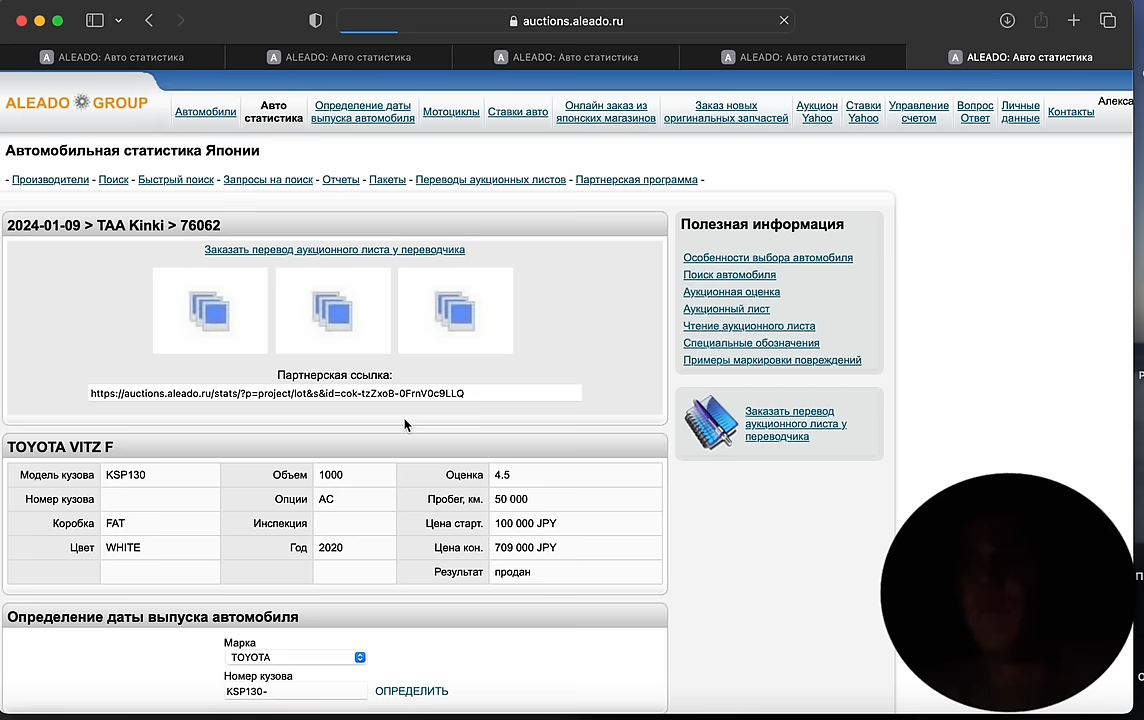 auctions.aleado.ru
A ALEADO: Авто статистика
A ALEADO: Авто статистика
A ALEADO: Авто статистика
A ALEADO: Авто статистика
A ALEADO: Авто статистика
ALEADO GROUP
Автомобили
Авто статистика
Определение даты выпуска автомобиля
Мотоциклы
Ставки авто
Онлайн заказ из японских магазинов
Заказ новых оригинальных запчастей
Аукцион Yahoo
Ставки Yahoo
Управление счетом
Вопрос Ответ
Личные данные
Контакты
Алекса
Автомобильная статистика Японии
- Производители - Поиск - Быстрый поиск - Запросы на поиск - Отчеты - Пакеты - Переводы аукционных листов - Партнерская программа -
2024-01-09 > TAA Kinki > 76062
Заказать перевод аукционного листа у переводчика
Партнерская ссылка:
https://auctions.aleado.ru/stats/?p=project/lot&s&id=cok-tzZxoB-0FrnV0c9LLQ
TOYOTA VITZ F
Модель кузова KSP130 Объем 1000 Оценка 4.5
Номер кузова Опции AC Пробег, км. 50 000
Коробка FAT Инспекция Цена старт. 100 000 JPY
Цвет WHITE Год 2020 Цена кон. 709 000 JPY
Результат продан
Определение даты выпуска автомобиля
Марка
TOYOTA
Номер кузова
KSP130- ОПРЕДЕЛИТЬ
Полезная информация
Особенности выбора автомобиля
Поиск автомобиля
Аукционная оценка
Аукционный лист
Чтение аукционного листа
Специальные обозначения
Примеры маркировки повреждений
Заказать перевод
аукционного листа у
переводчика